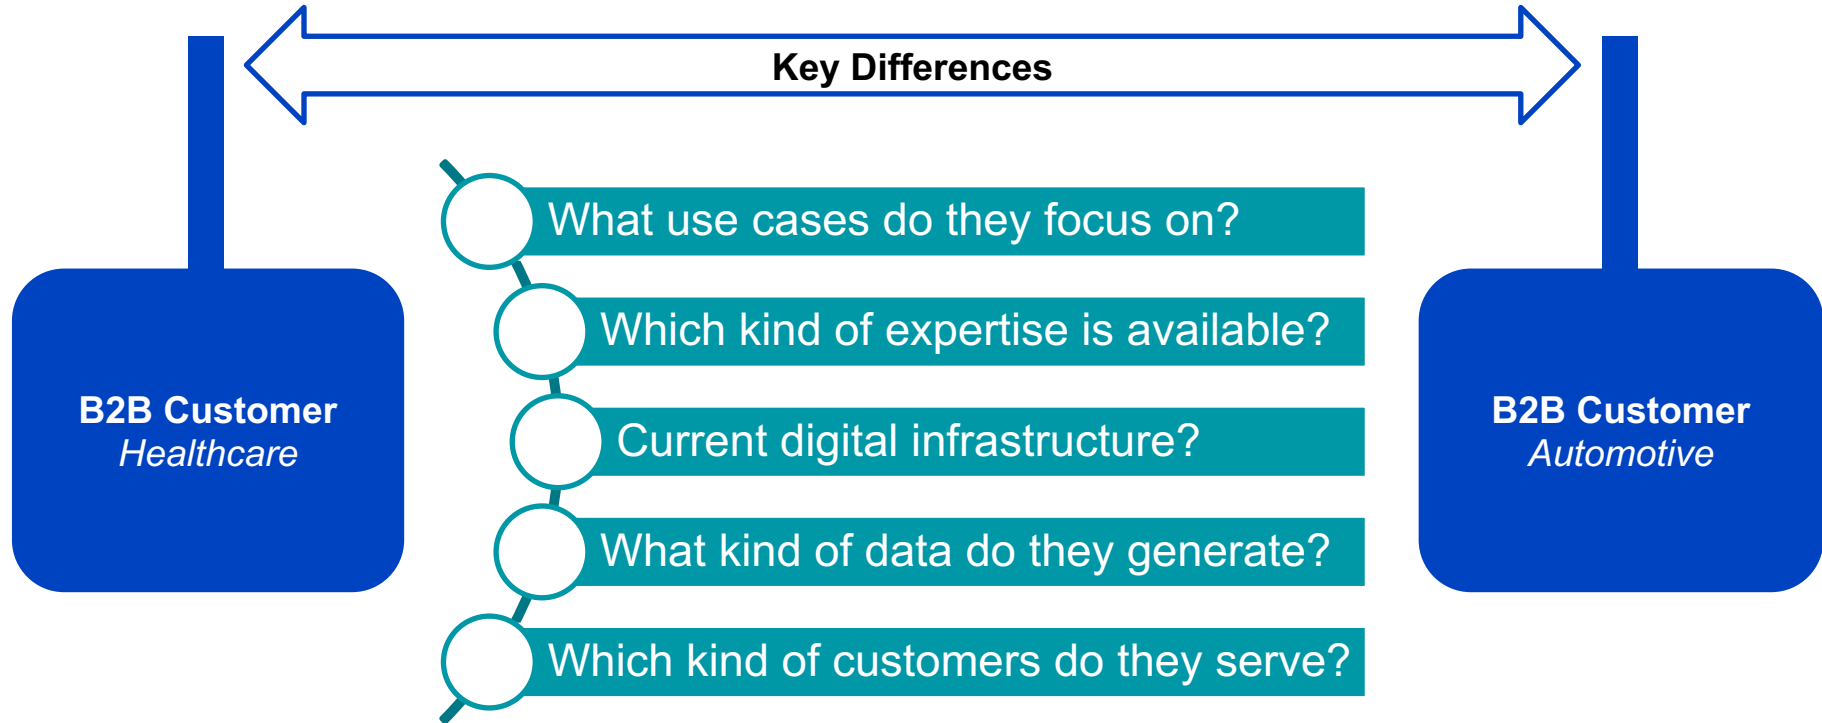 Key Differences
What use cases do they focus on?
Which kind of expertise is available?
Current digital infrastructure?
What kind of data do they generate?
Which kind of customers do they serve?
B2B Customer
Healthcare
B2B Customer
Automotive